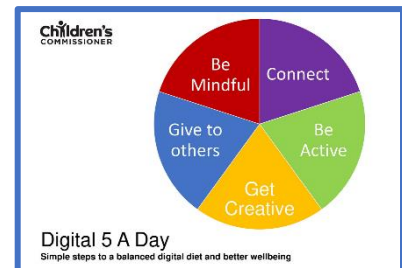 Children's
COMMISSIONER
Be
Mindful
Connect
Give to
others
Be
Active
Get
Creative
Digital 5 A Day
Simple steps to a balanced digital diet and better wellbeing